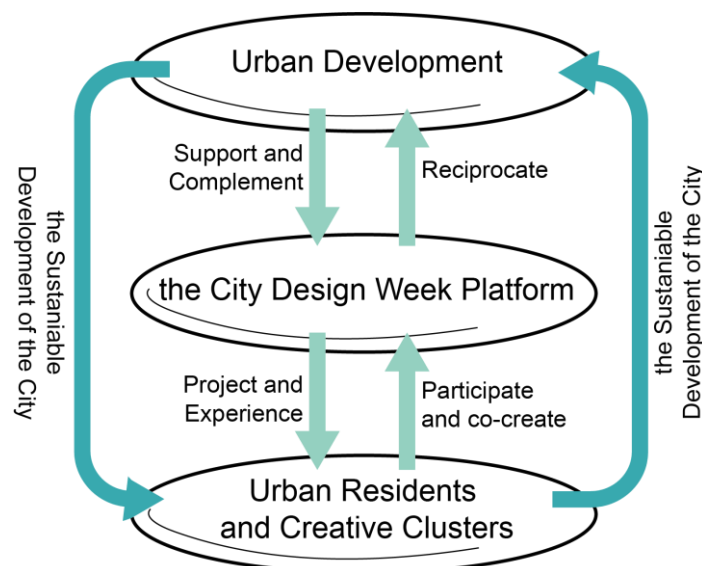 Urban Development
Support and
Complement
Reciprocate
the Sustaniable
Development of the City
the Sustaniable
Development of the City
the City Design Week Platform
Project and
Experience
Participate
and co-create
Urban Residents
and Creative Clusters